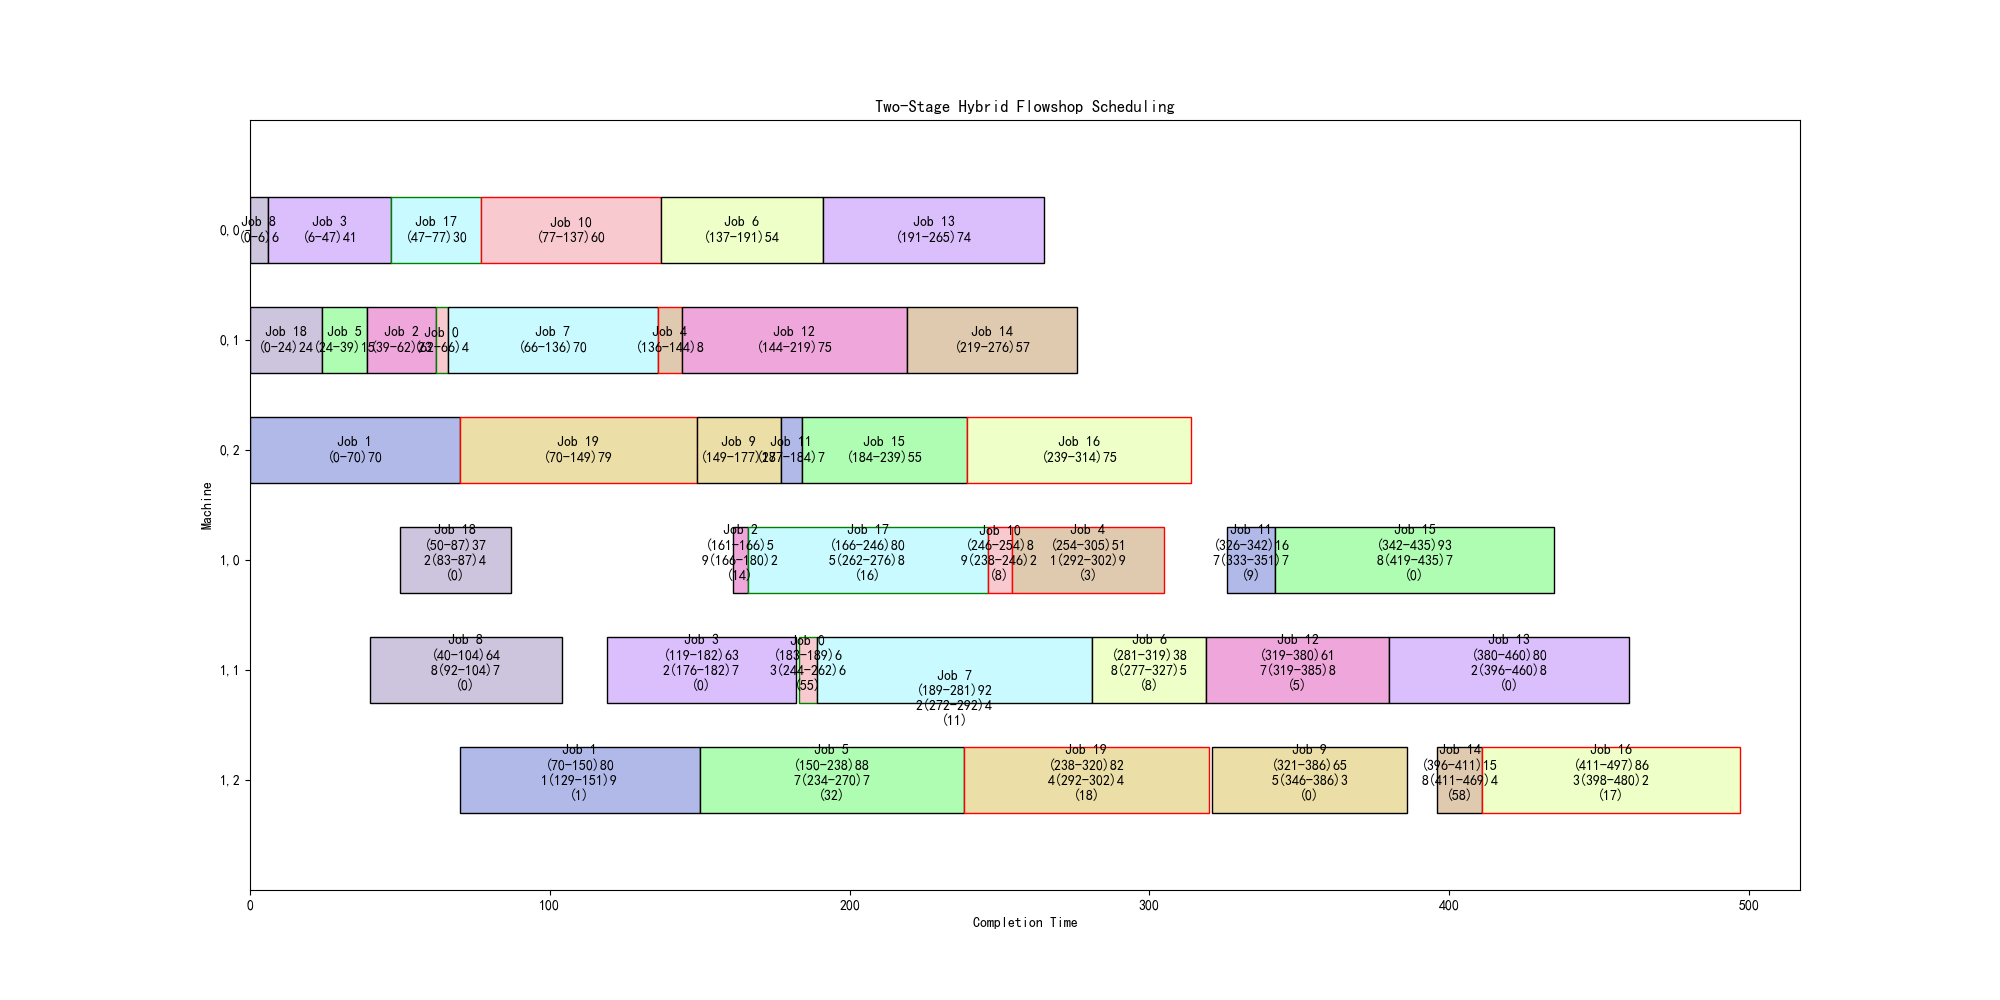 Two-Stage Hybrid Flowshop Scheduling
Machine
0,0
Job 8
(0-6)6
Job 3
(6-47)41
Job 17
(47-77)30
Job 10
(77-137)60
Job 6
(137-191)54
Job 13
(191-265)74
0,1
Job 18
(0-24)24
Job 5
(24-39)15
Job 2
(39-62)23
Job 0
(62-66)4
Job 7
(66-136)70
Job 4
(136-144)8
Job 12
(144-219)75
Job 14
(219-276)57
0,2
Job 1
(0-70)70
Job 19
(70-149)79
Job 9
(149-177)28
Job 11
(177-184)7
Job 15
(184-239)55
Job 16
(239-314)75
1,0
Job 18
(50-87)37
2(83-87)4
(0)
Job 2
(161-166)5
9(166-180)2
(14)
Job 17
(166-246)80
5(262-276)8
(16)
Job 10
(246-254)8
9(238-246)2
(8)
Job 4
(254-305)51
1(292-302)9
(3)
Job 11
(326-342)16
7(333-351)7
(9)
Job 15
(342-435)93
8(419-435)7
(0)
1,1
Job 8
(40-104)64
8(92-104)7
(0)
Job 3
(119-182)63
2(176-182)7
(0)
Job 0
(183-189)6
3(244-262)6
(55)
Job 7
(189-281)92
2(272-292)4
(11)
Job 6
(281-319)38
8(277-327)5
(8)
Job 12
(319-380)61
7(319-385)8
(5)
Job 13
(380-460)80
2(396-460)8
(0)
1,2
Job 1
(70-150)80
1(129-151)9
(1)
Job 5
(150-238)88
7(234-270)7
(32)
Job 19
(238-320)82
4(292-302)4
(18)
Job 9
(321-386)65
5(346-386)3
(0)
Job 14
(396-411)15
8(411-469)4
(58)
Job 16
(411-497)86
3(398-480)2
(17)
0
100
200
300
400
500
Completion Time